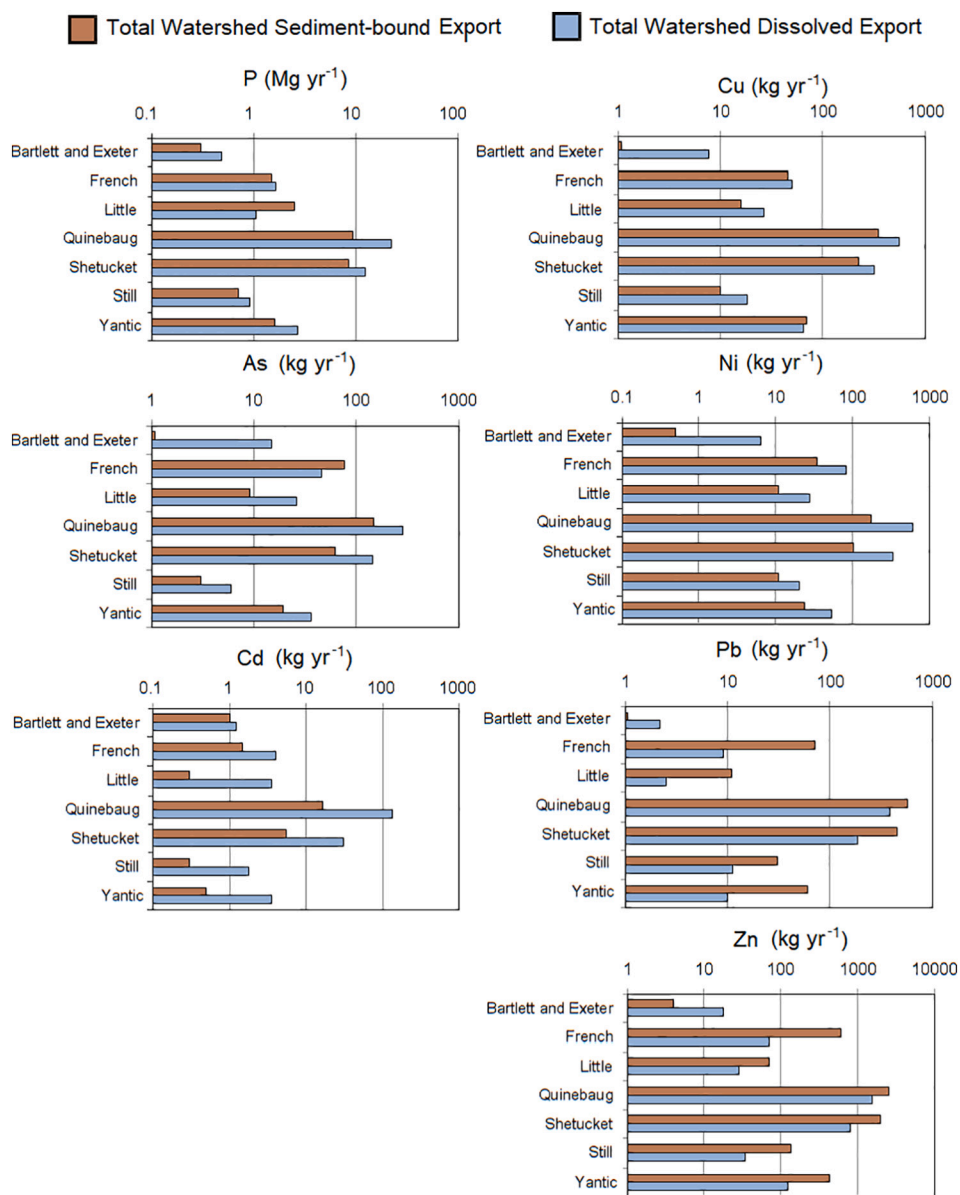 Total Watershed Sediment-bound Export
Total Watershed Dissolved Export
P (Mg yr⁻¹)
0.1 1 10 100
Bartlett and Exeter
French
Little
Quinebaug
Shetucket
Still
Yantic
Cu (kg yr⁻¹)
1 10 100 1000
Bartlett and Exeter
French
Little
Quinebaug
Shetucket
Still
Yantic
As (kg yr⁻¹)
1 10 100 1000
Bartlett and Exeter
French
Little
Quinebaug
Shetucket
Still
Yantic
Ni (kg yr⁻¹)
0.1 1 10 100 1000
Bartlett and Exeter
French
Little
Quinebaug
Shetucket
Still
Yantic
Cd (kg yr⁻¹)
0.1 1 10 100 1000
Bartlett and Exeter
French
Little
Quinebaug
Shetucket
Still
Yantic
Pb (kg yr⁻¹)
1 10 100 1000
Bartlett and Exeter
French
Little
Quinebaug
Shetucket
Still
Yantic
Zn (kg yr⁻¹)
1 10 100 1000 10000
Bartlett and Exeter
French
Little
Quinebaug
Shetucket
Still
Yantic